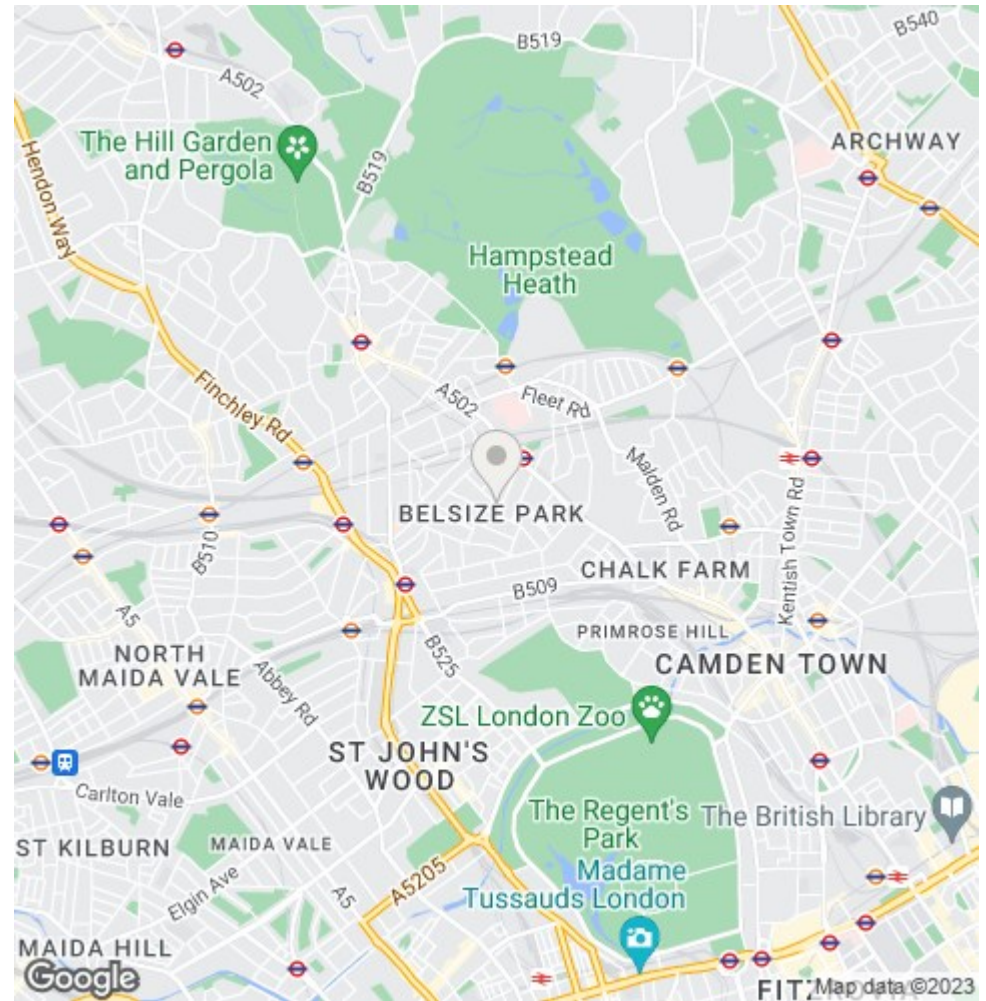 B519
B540
A502
The Hill Garden
and Pergola
ARCHWAY
B519
Hendon Way
Hampstead
Heath
A502
Fleet Rd
Finchley Rd
Malden Rd
BELSIZE PARK
Kentish Town Rd
B510
CHALK FARM
B509
A5
PRIMROSE HILL
NORTH
MAIDA VALE
B525
CAMDEN TOWN
Abbey Rd
ZSL London Zoo
ST JOHN'S
WOOD
Carlton Vale
The Regent's
Park
The British Library
ST KILBURN
MAIDA VALE
Madame
Tussauds London
Elgin Ave
A5
A5205
MAIDA HILL
Google
FITZ
Map data ©2023